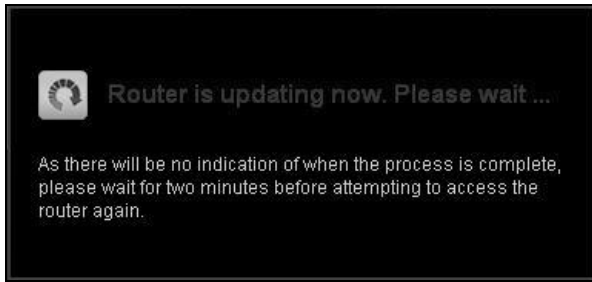 Router is updating now. Please wait ...
As there will be no indication of when the process is complete,
please wait for two minutes before attempting to access the
router again.